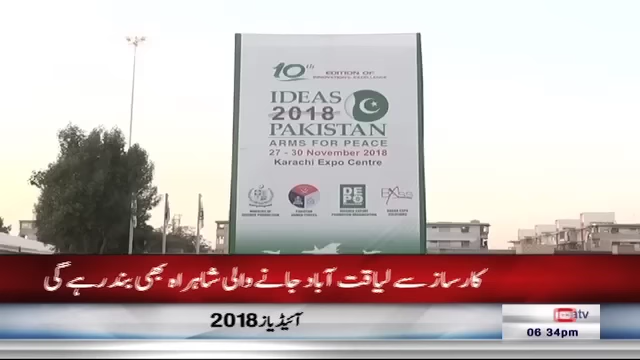 10th EDITION OF
IDEAS
2018
PAKISTAN
ARMS FOR PEACE
27 - 30 November 2018
Karachi Expo Centre
DEPO
کارساز سے لیاقت آباد جانے والی شاہراہ بھی بند رہے گی
آئیڈیاز 2018
atv
06:34pm